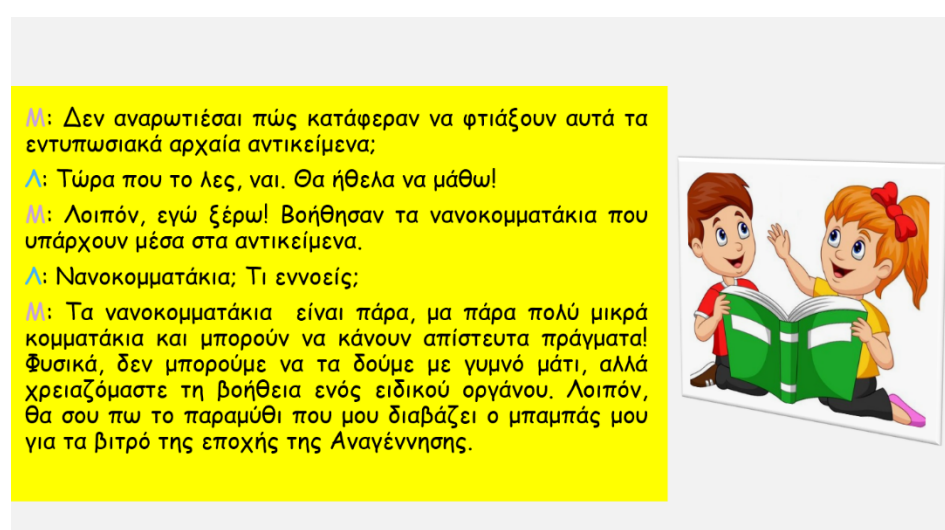 Μ: Δεν αναρωτιέσαι πώς κατάφεραν να φτιάξουν αυτά τα
εντυπωσιακά αρχαία αντικείμενα;
Λ: Τώρα που το λες, ναι. Θα ήθελα να μάθω!
Μ: Λοιπόν, εγώ ξέρω! Βοήθησαν τα νανοκομματάκια που
υπάρχουν μέσα στα αντικείμενα.
Λ: Νανοκομματάκια; Τι εννοείς;
Μ: Τα νανοκομματάκια είναι πάρα, μα πάρα πολύ μικρά
κομματάκια και μπορούν να κάνουν απίστευτα πράγματα!
Φυσικά, δεν μπορούμε να τα δούμε με γυμνό μάτι, αλλά
χρειαζόμαστε τη βοήθεια ενός ειδικού οργάνου. Λοιπόν,
θα σου πω το παραμύθι που μου διαβάζει ο μπαμπάς μου
για τα βιτρό της εποχής της Αναγέννησης.